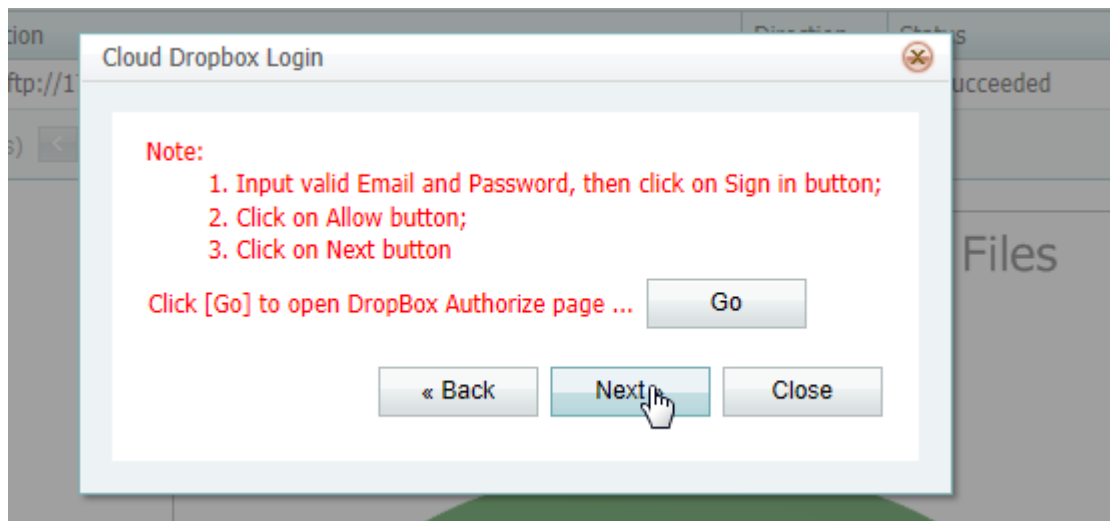 Direction Status
Cloud Dropbox Login
ftp://1
ucceeded
Note:
1. Input valid Email and Password, then click on Sign in button;
2. Click on Allow button;
3. Click on Next button
Files
Click [Go] to open DropBox Authorize page ... Go
« Back Next Close